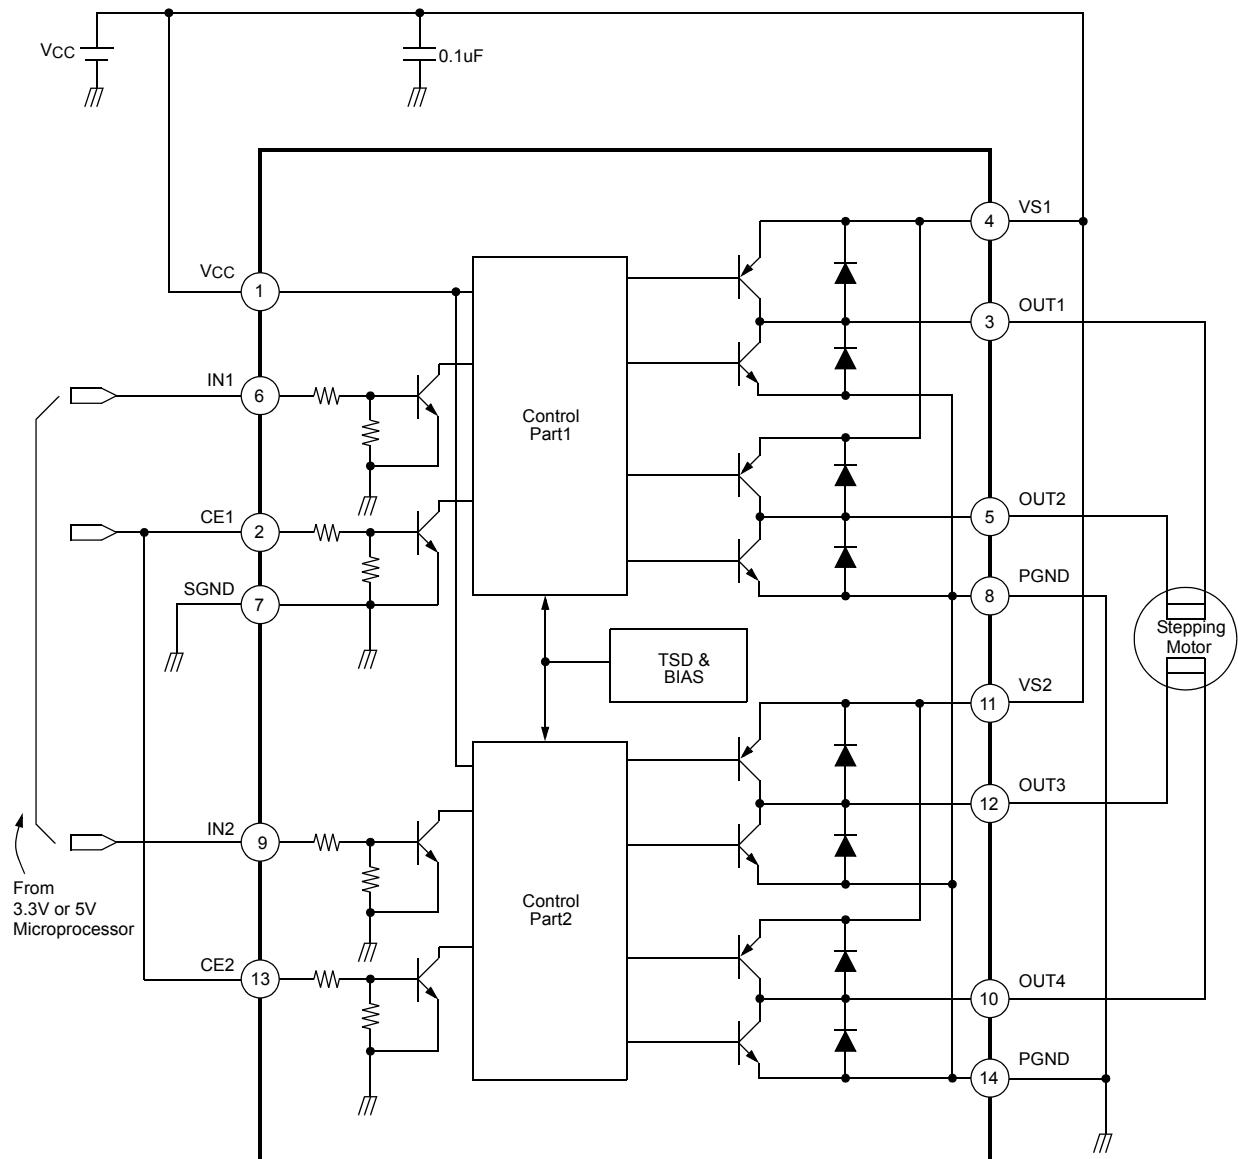 VCC
0.1uF
4
VS1
VCC
1
3
OUT1
IN1
6
Control
Part1
CE1
2
5
OUT2
SGND
7
8
PGND
Stepping
Motor
TSD &
BIAS
11
VS2
12
OUT3
IN2
9
From
3.3V or 5V
Microprocessor
Control
Part2
CE2
13
10
OUT4
14
PGND